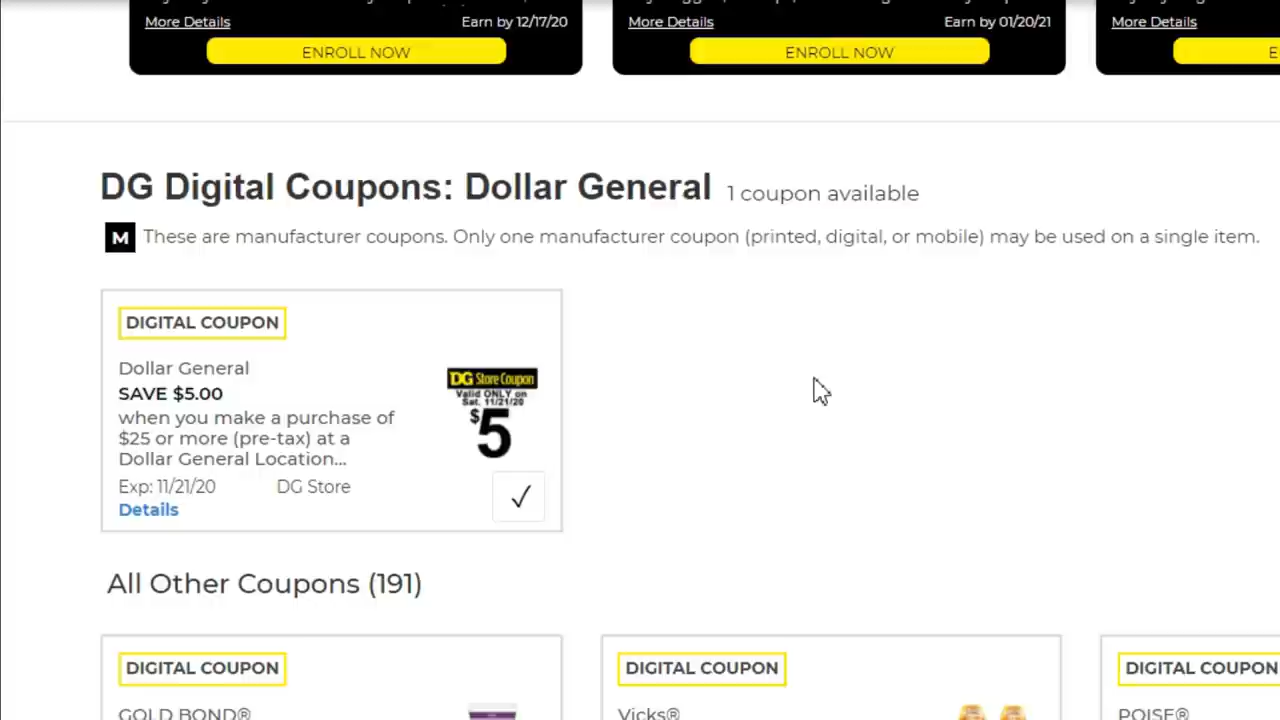 More Details
Earn by 12/17/20
More Details
Earn by 01/20/21
More Details
ENROLL NOW
ENROLL NOW
E
DG Digital Coupons: Dollar General 1 coupon available
M These are manufacturer coupons. Only one manufacturer coupon (printed, digital, or mobile) may be used on a single item.
DIGITAL COUPON
Dollar General
SAVE $5.00
when you make a purchase of
$25 or more (pre-tax) at a
Dollar General Location...
Exp: 11/21/20 DG Store
Details
DG Store Coupon
Valid ONLY on
Sat. 11/21/20
$5
All Other Coupons (191)
DIGITAL COUPON
GOLD BOND®
DIGITAL COUPON
Vicks®
DIGITAL COUPON
POISE®